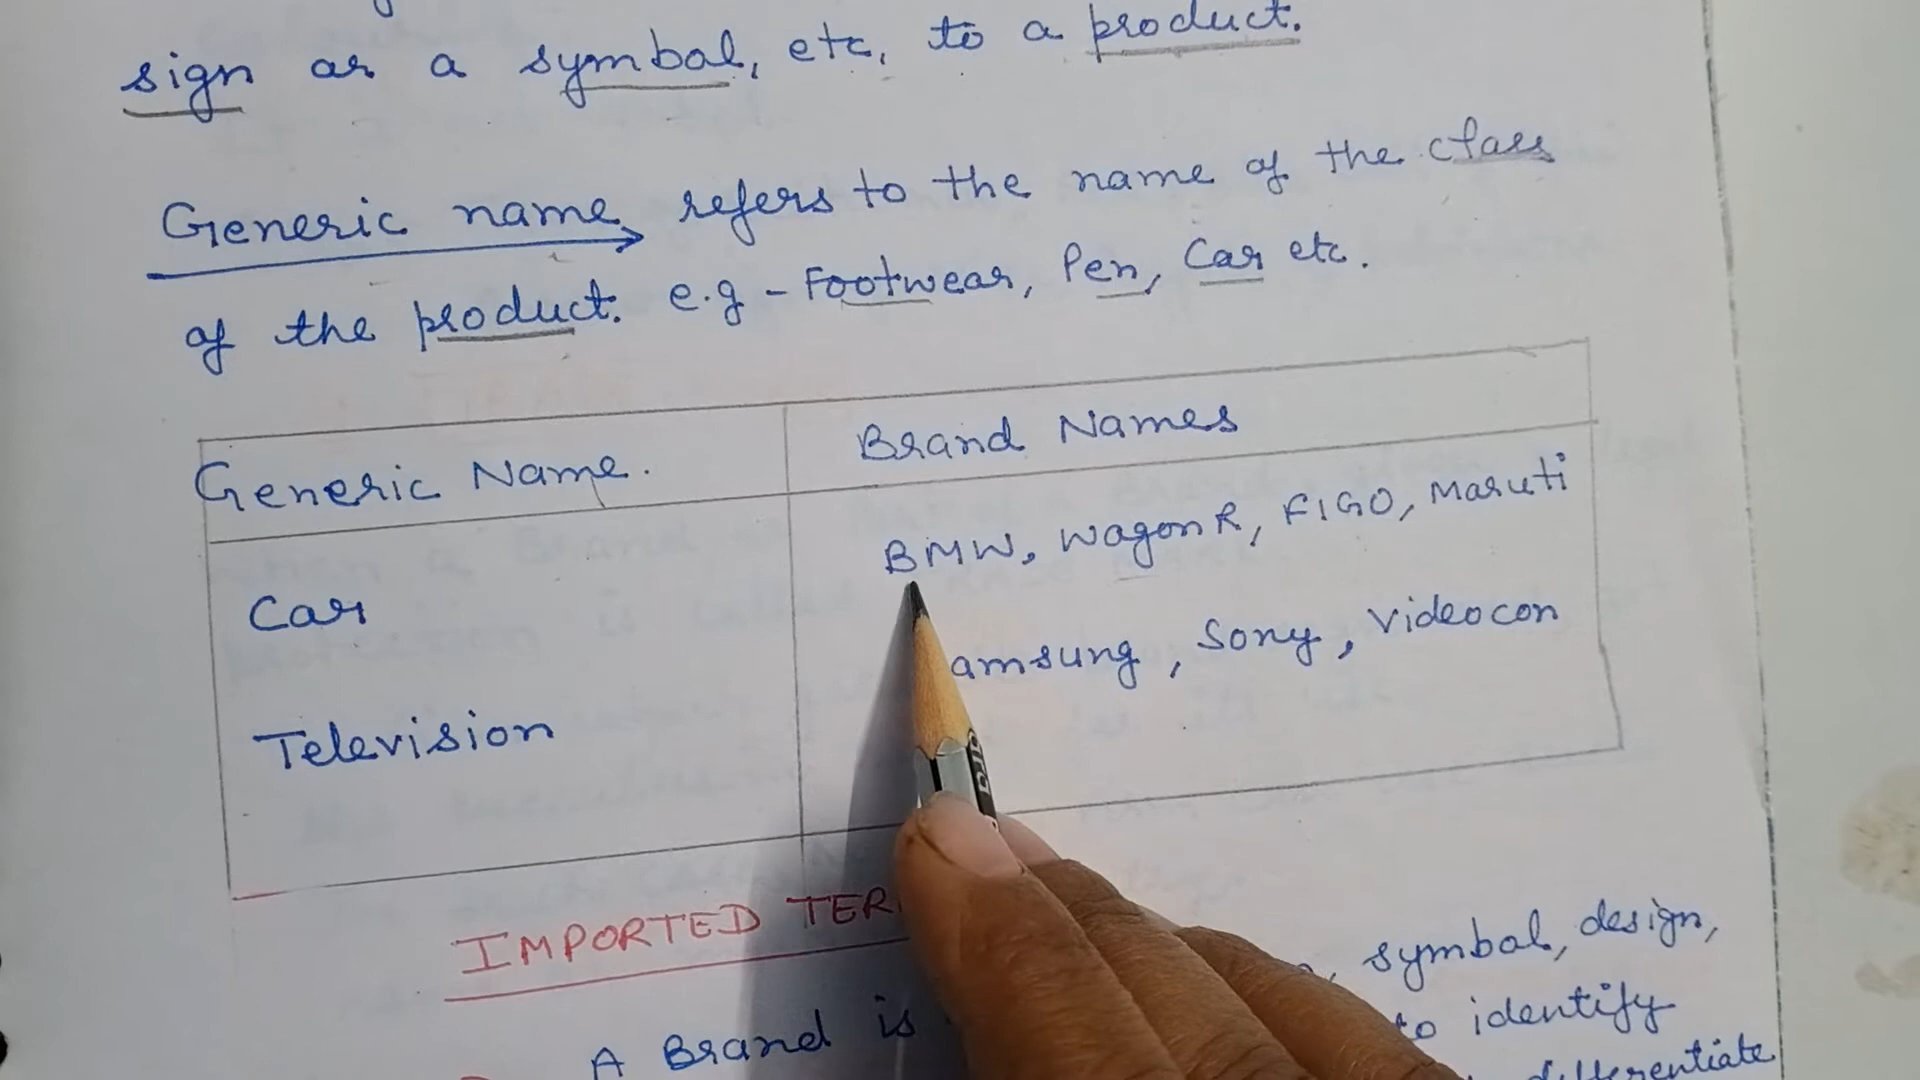 sign or a symbol, etc, to a product.
Generic name refers to the name of the class
of the product. e.g - Footwear, Pen, Car etc.
Generic Name. Brand Names
Car BMW, WagonR, FIGO, Maruti
Television amsung, Sony, Videocon
IMPORTED TER
symbol, design,
A Brand is to identify
differentiate